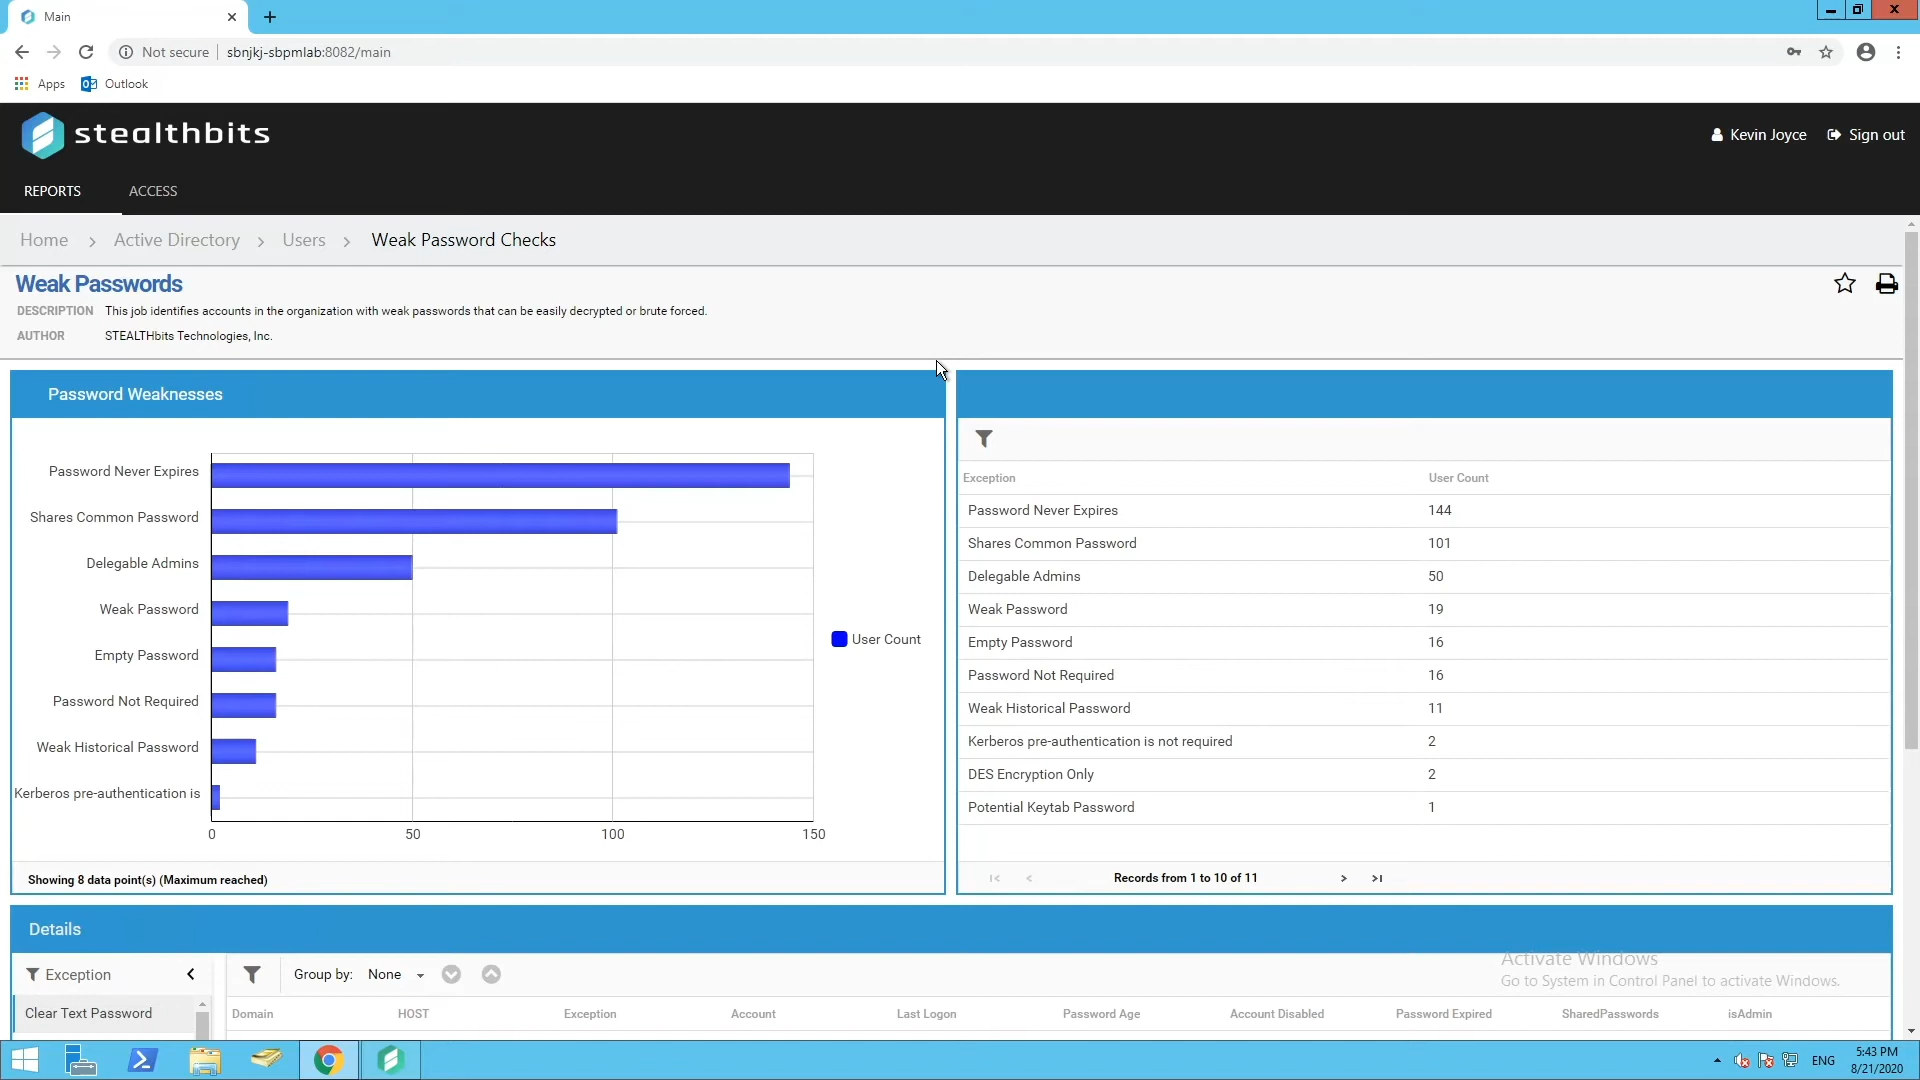 Main
Not secure
sbnjkj-sbpmlab:8082/main
Apps
Outlook
stealthbits
Kevin Joyce
Sign out
REPORTS
ACCESS
Home > Active Directory > Users > Weak Password Checks
Weak Passwords
DESCRIPTION This job identifies accounts in the organization with weak passwords that can be easily decrypted or brute forced.
AUTHOR STEALTHbits Technologies, Inc.
Password Weaknesses
Password Never Expires
Shares Common Password
Delegable Admins
Weak Password
Empty Password
Password Not Required
Weak Historical Password
Kerberos pre-authentication is
0 50 100 150
User Count
Showing 8 data point(s) (Maximum reached)
Exception User Count
Password Never Expires 144
Shares Common Password 101
Delegable Admins 50
Weak Password 19
Empty Password 16
Password Not Required 16
Weak Historical Password 11
Kerberos pre-authentication is not required 2
DES Encryption Only 2
Potential Keytab Password 1
Records from 1 to 10 of 11
Details
Exception
Group by: None
Clear Text Password
Domain HOST Exception Account Last Logon Password Age Account Disabled Password Expired SharedPasswords isAdmin
Activate Windows
Go to System in Control Panel to activate Windows.
ENG
5:43 PM
8/21/2020